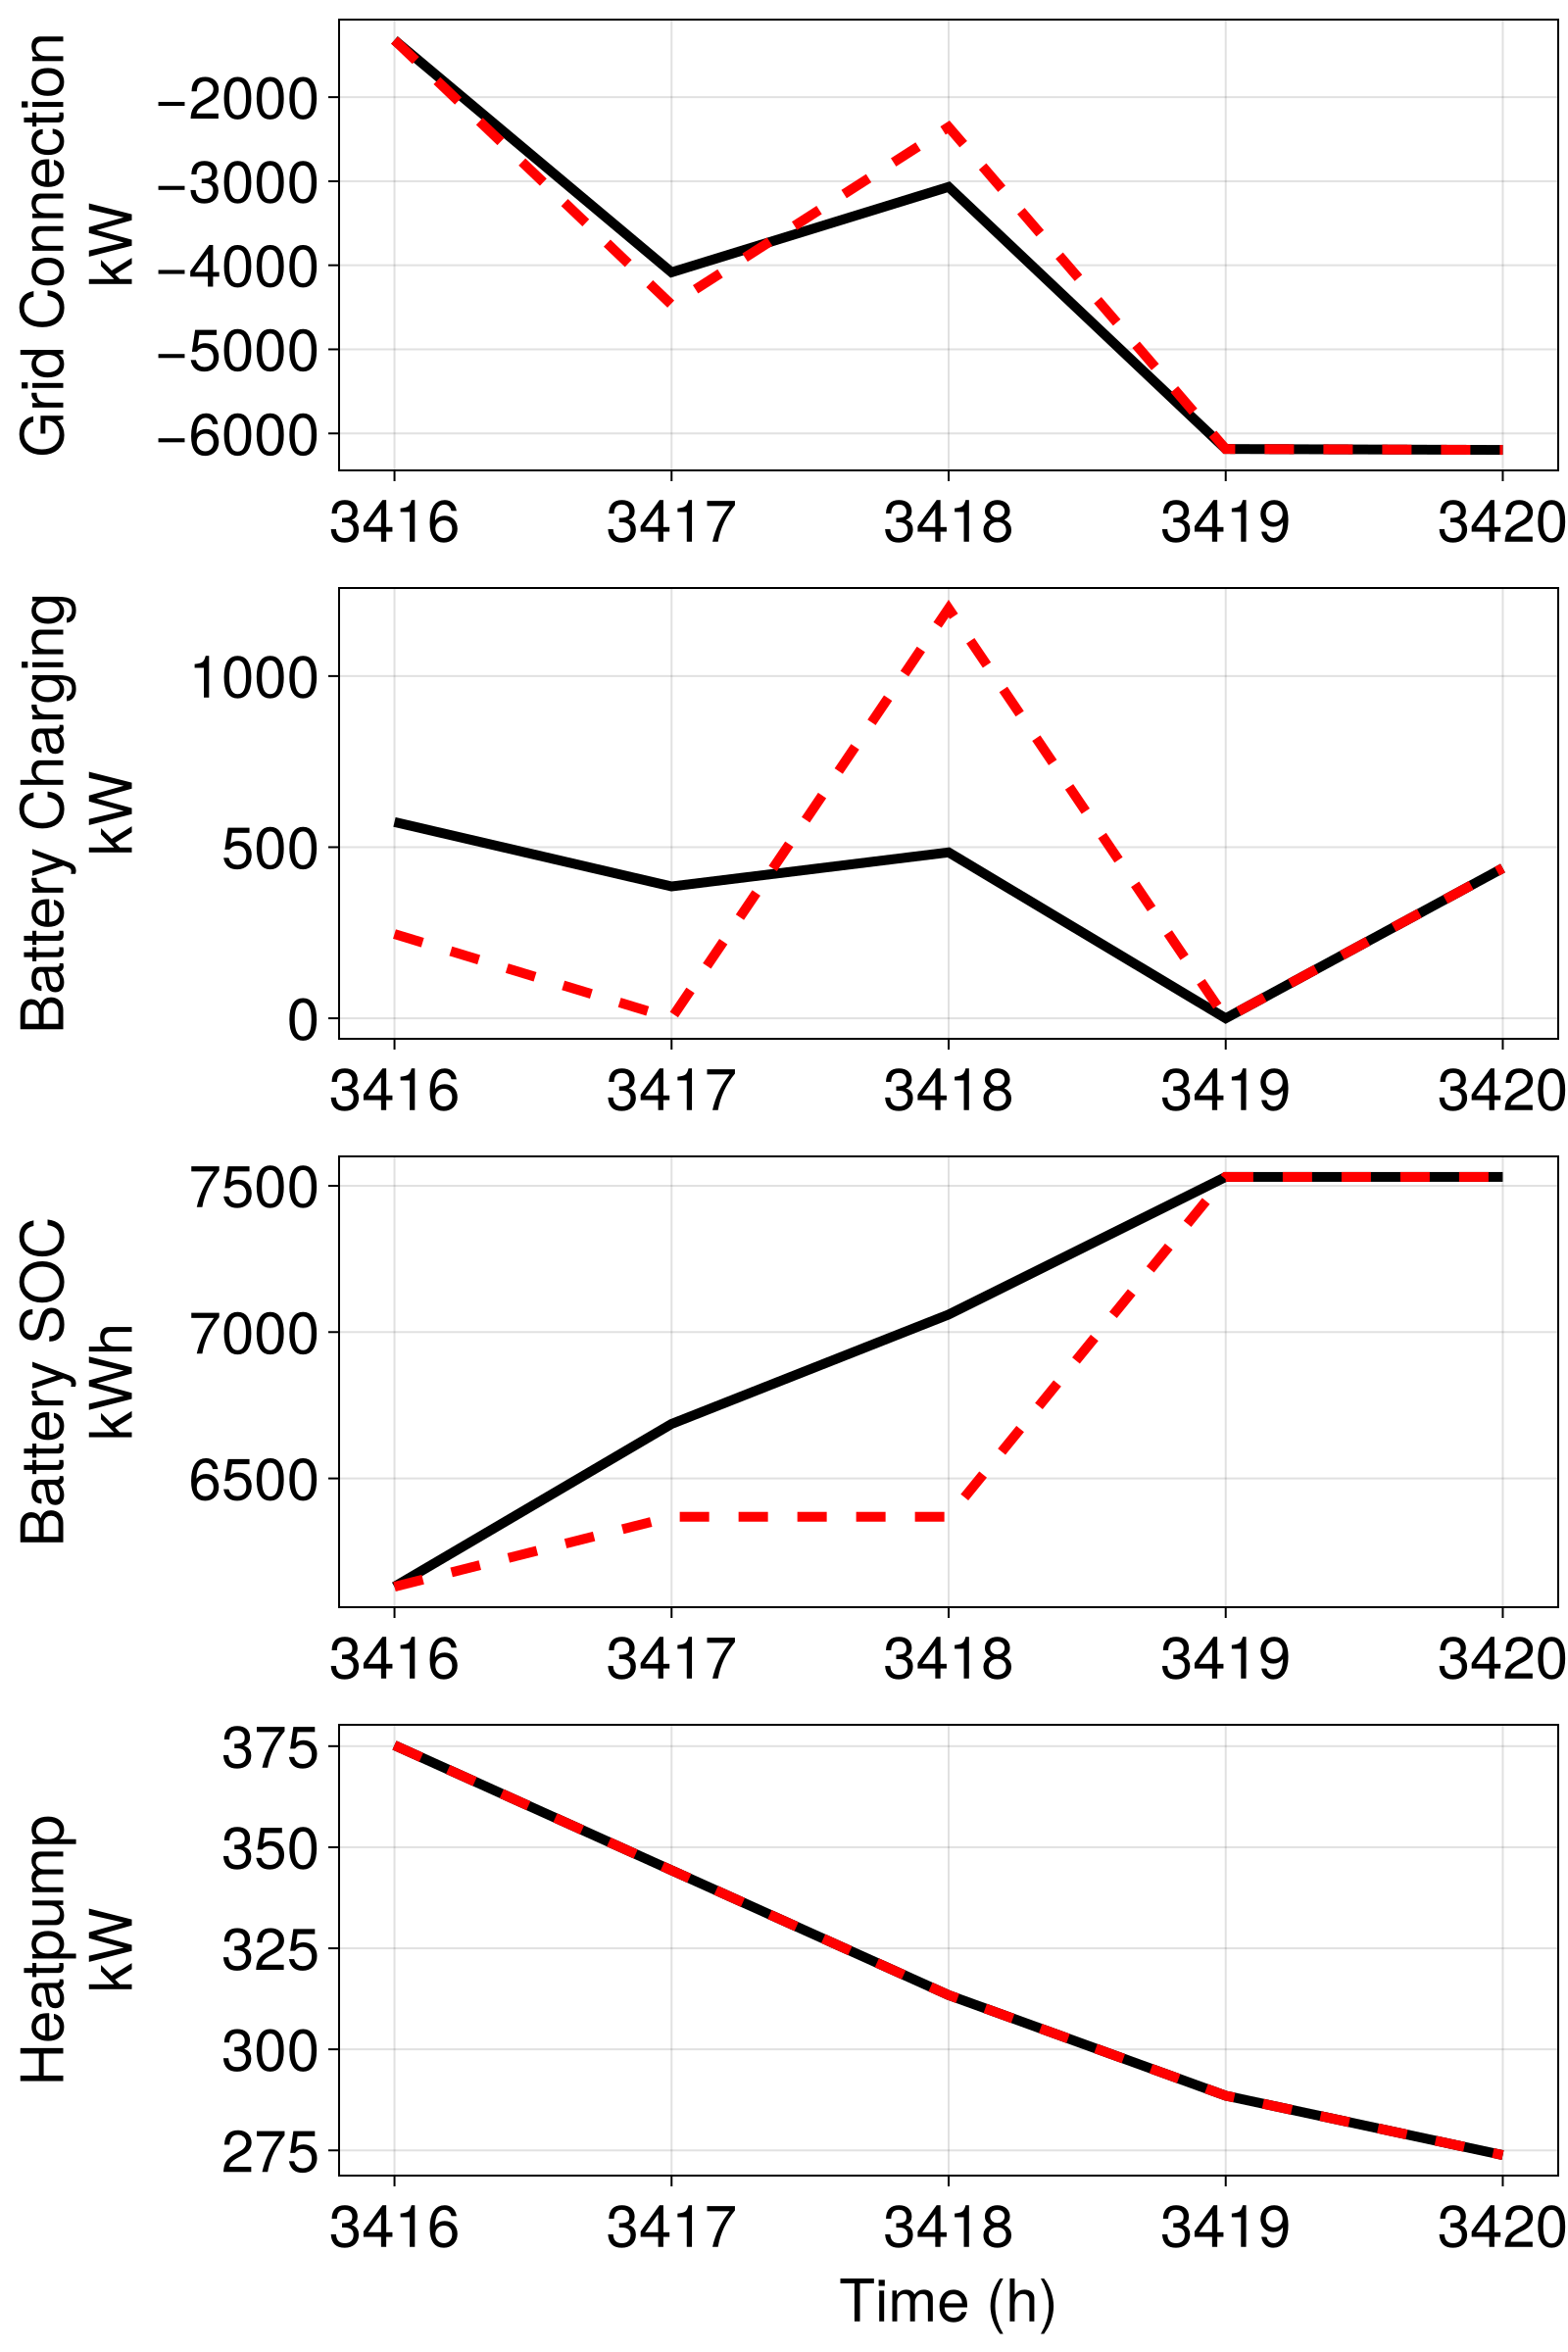 Grid Connection
kW
−2000
−3000
−4000
−5000
−6000
3416 3417 3418 3419 3420
Battery Charging
kW
1000
500
0
3416 3417 3418 3419 3420
Battery SOC
kWh
7500
7000
6500
3416 3417 3418 3419 3420
Heatpump
kW
375
350
325
300
275
3416 3417 3418 3419 3420
Time (h)